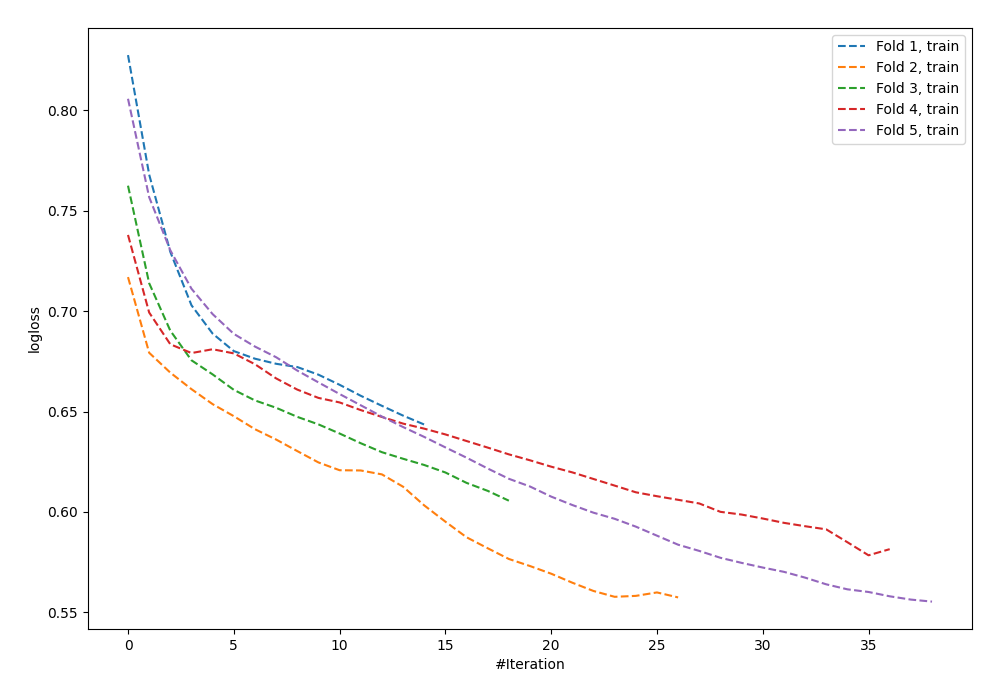 Fold 1, train
Fold 2, train
Fold 3, train
Fold 4, train
Fold 5, train
0.80
0.75
0.70
0.65
0.60
0.55
logloss
0 5 10 15 20 25 30 35
#Iteration